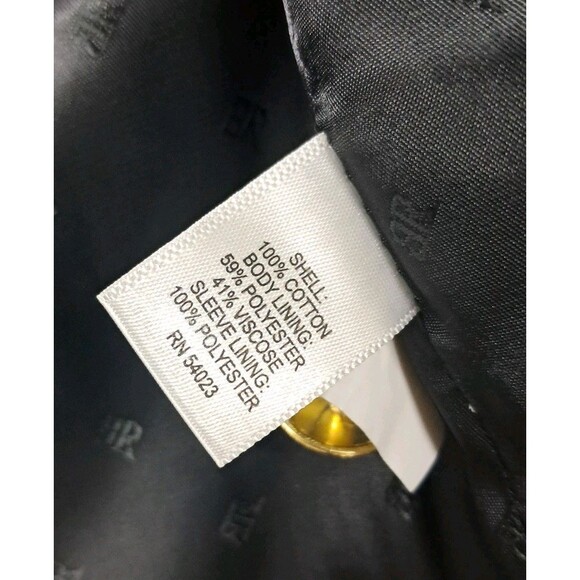 SHELL:
100% COTTON
BODY LINING:
59% POLYESTER
41% VISCOSE
SLEEVE LINING:
100% POLYESTER
RN 54023